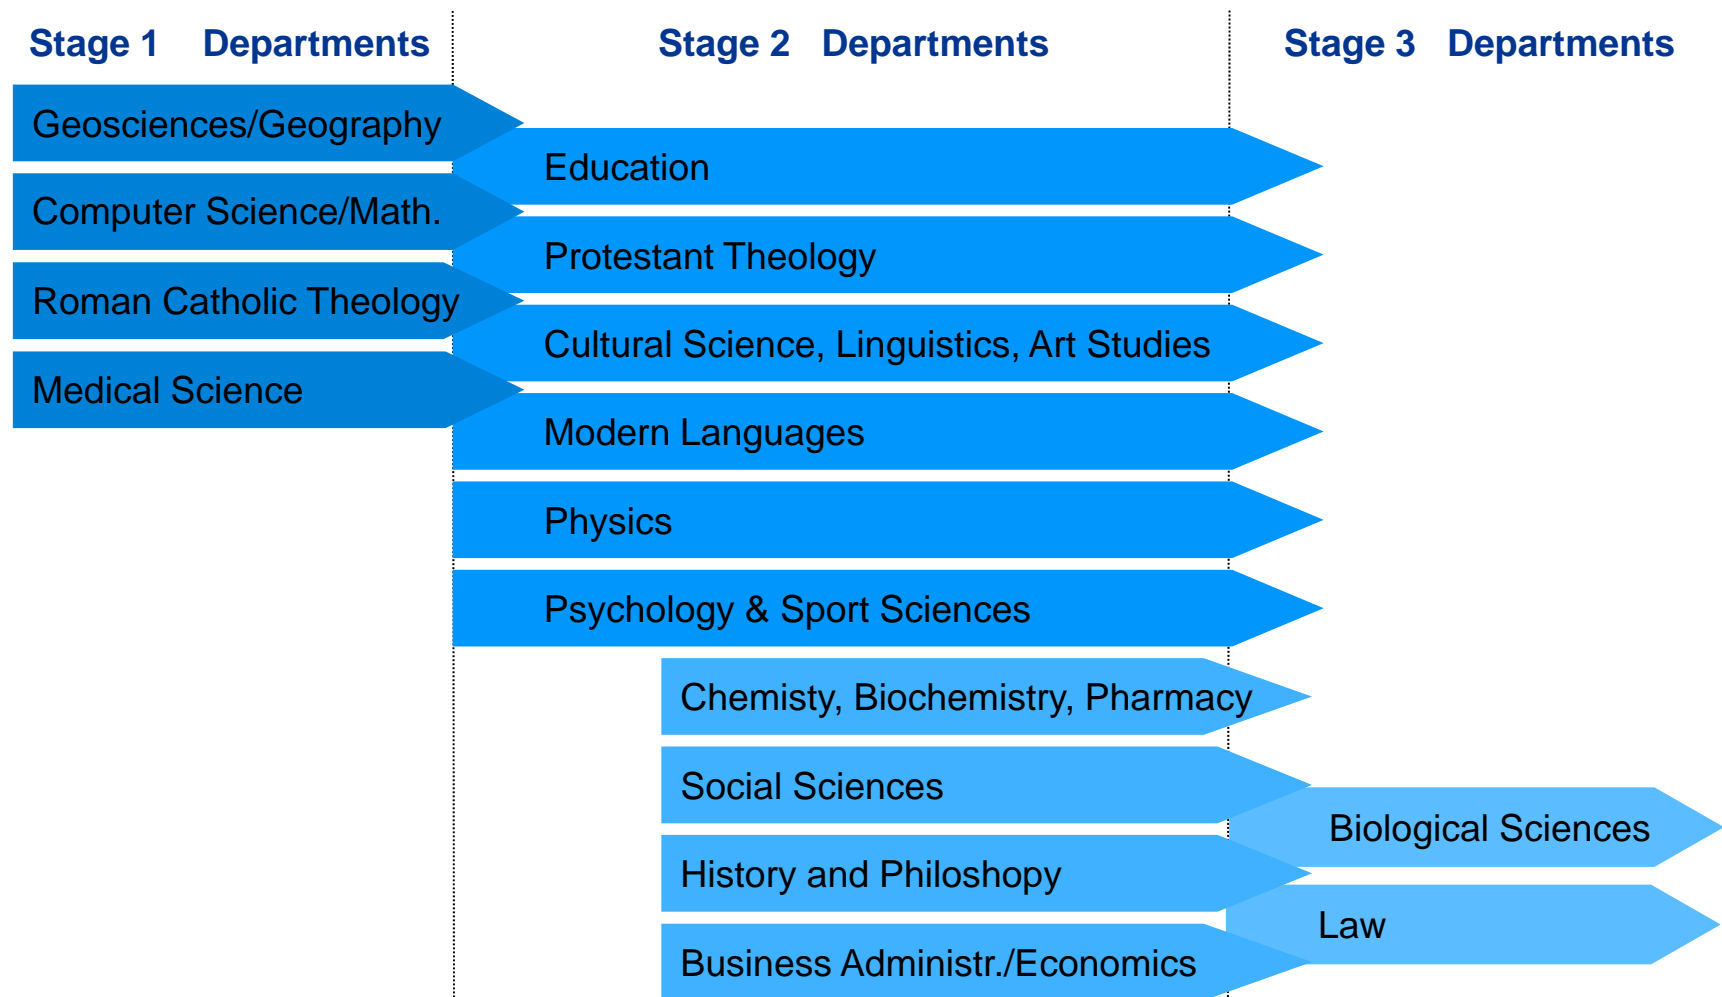 Stage 1 Departments
Stage 2 Departments
Stage 3 Departments
Geosciences/Geography
Computer Science/Math.
Roman Catholic Theology
Medical Science
Education
Protestant Theology
Cultural Science, Linguistics, Art Studies
Modern Languages
Physics
Psychology & Sport Sciences
Chemisty, Biochemistry, Pharmacy
Social Sciences
History and Philoshopy
Business Administr./Economics
Biological Sciences
Law